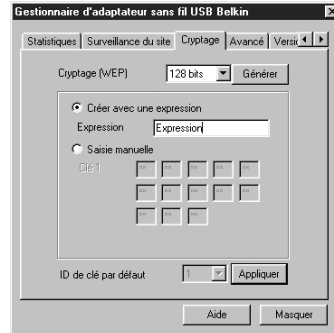 Gestionnaire d'adaptateur sans fil USB Belkin
Statistiques Surveillance du site Cryptage Avancé Versio
Cryptage (WEP) 128 bits Générer
Créer avec une expression
Expression Expression
Saisie manuelle
Clé 1 ** ** ** ** **
** ** ** ** **
** ** **
ID de clé par défaut 1 Appliquer
Aide Masquer